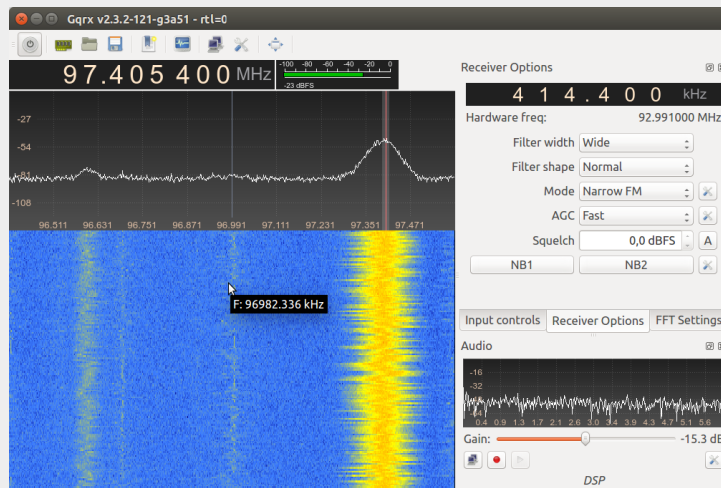 Gqrx v2.3.2-121-g3a51 - rtl=0
97.405 400 MHz
-100 -80 -60 -40 -20 0
-23 dBFS
-27
-54
-81
-108
96.511 96.631 96.751 96.871 96.991 97.111 97.231 97.351 97.471
F: 96982.336 kHz
Receiver Options
414.400 kHz
Hardware freq: 92.991000 MHz
Filter width Wide
Filter shape Normal
Mode Narrow FM
AGC Fast
Squelch 0,0 dBFS A
NB1 NB2
Input controls Receiver Options FFT Settings
Audio
-16
-32
0.4 0.9 1.3 1.7 2.1 2.6 3.0 3.4 3.9 4.3 4.7 5.1 5.6
Gain: -15.3 dB
DSP